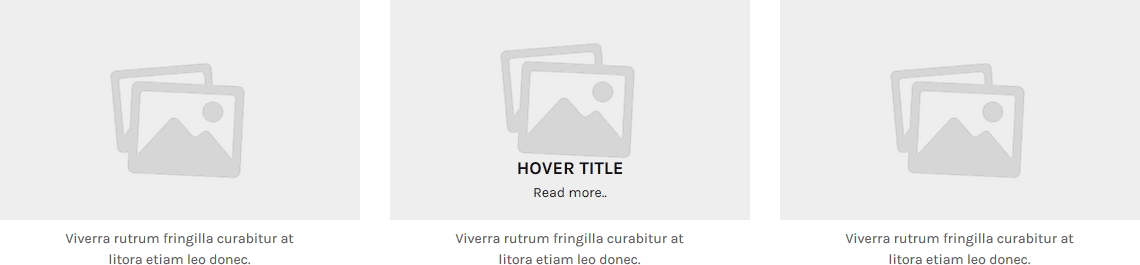 HOVER TITLE
Read more..
Viverra rutrum fringilla curabitur at
litora etiam leo donec.
Viverra rutrum fringilla curabitur at
litora etiam leo donec.
Viverra rutrum fringilla curabitur at
litora etiam leo donec.